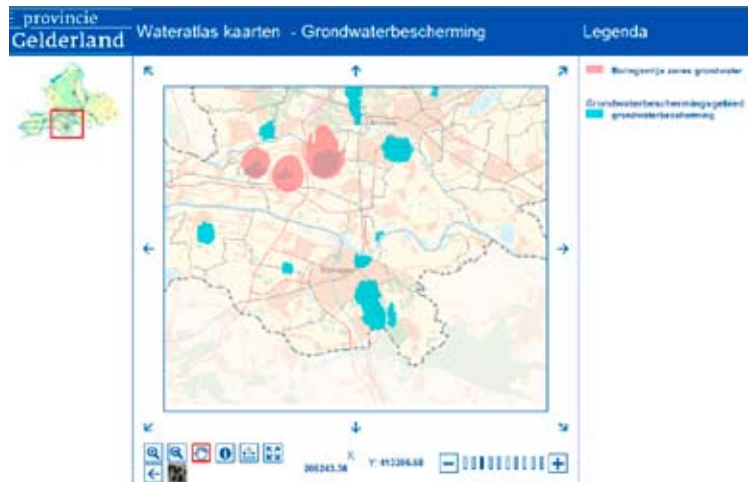 provincie
Gelderland
Wateratlas kaarten - Grondwaterbescherming
Legenda
Boringsvrije zones grondwater
Grondwaterbeschermingsgebied
grondwaterbescherming
X:
Y: